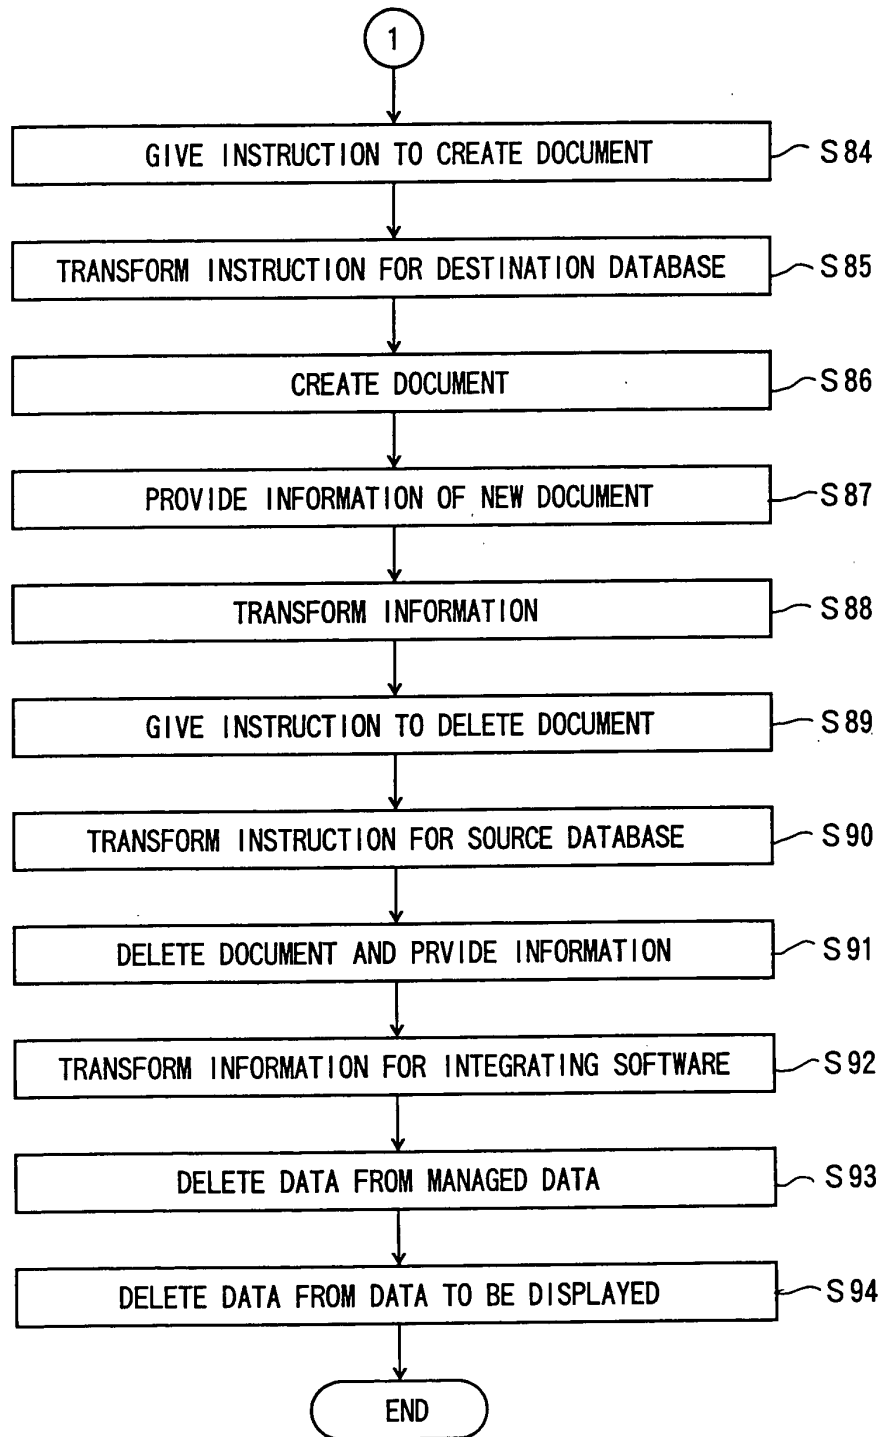 1
GIVE INSTRUCTION TO CREATE DOCUMENT S84
TRANSFORM INSTRUCTION FOR DESTINATION DATABASE S85
CREATE DOCUMENT S86
PROVIDE INFORMATION OF NEW DOCUMENT S87
TRANSFORM INFORMATION S88
GIVE INSTRUCTION TO DELETE DOCUMENT S89
TRANSFORM INSTRUCTION FOR SOURCE DATABASE S90
DELETE DOCUMENT AND PRVIDE INFORMATION S91
TRANSFORM INFORMATION FOR INTEGRATING SOFTWARE S92
DELETE DATA FROM MANAGED DATA S93
DELETE DATA FROM DATA TO BE DISPLAYED S94
END